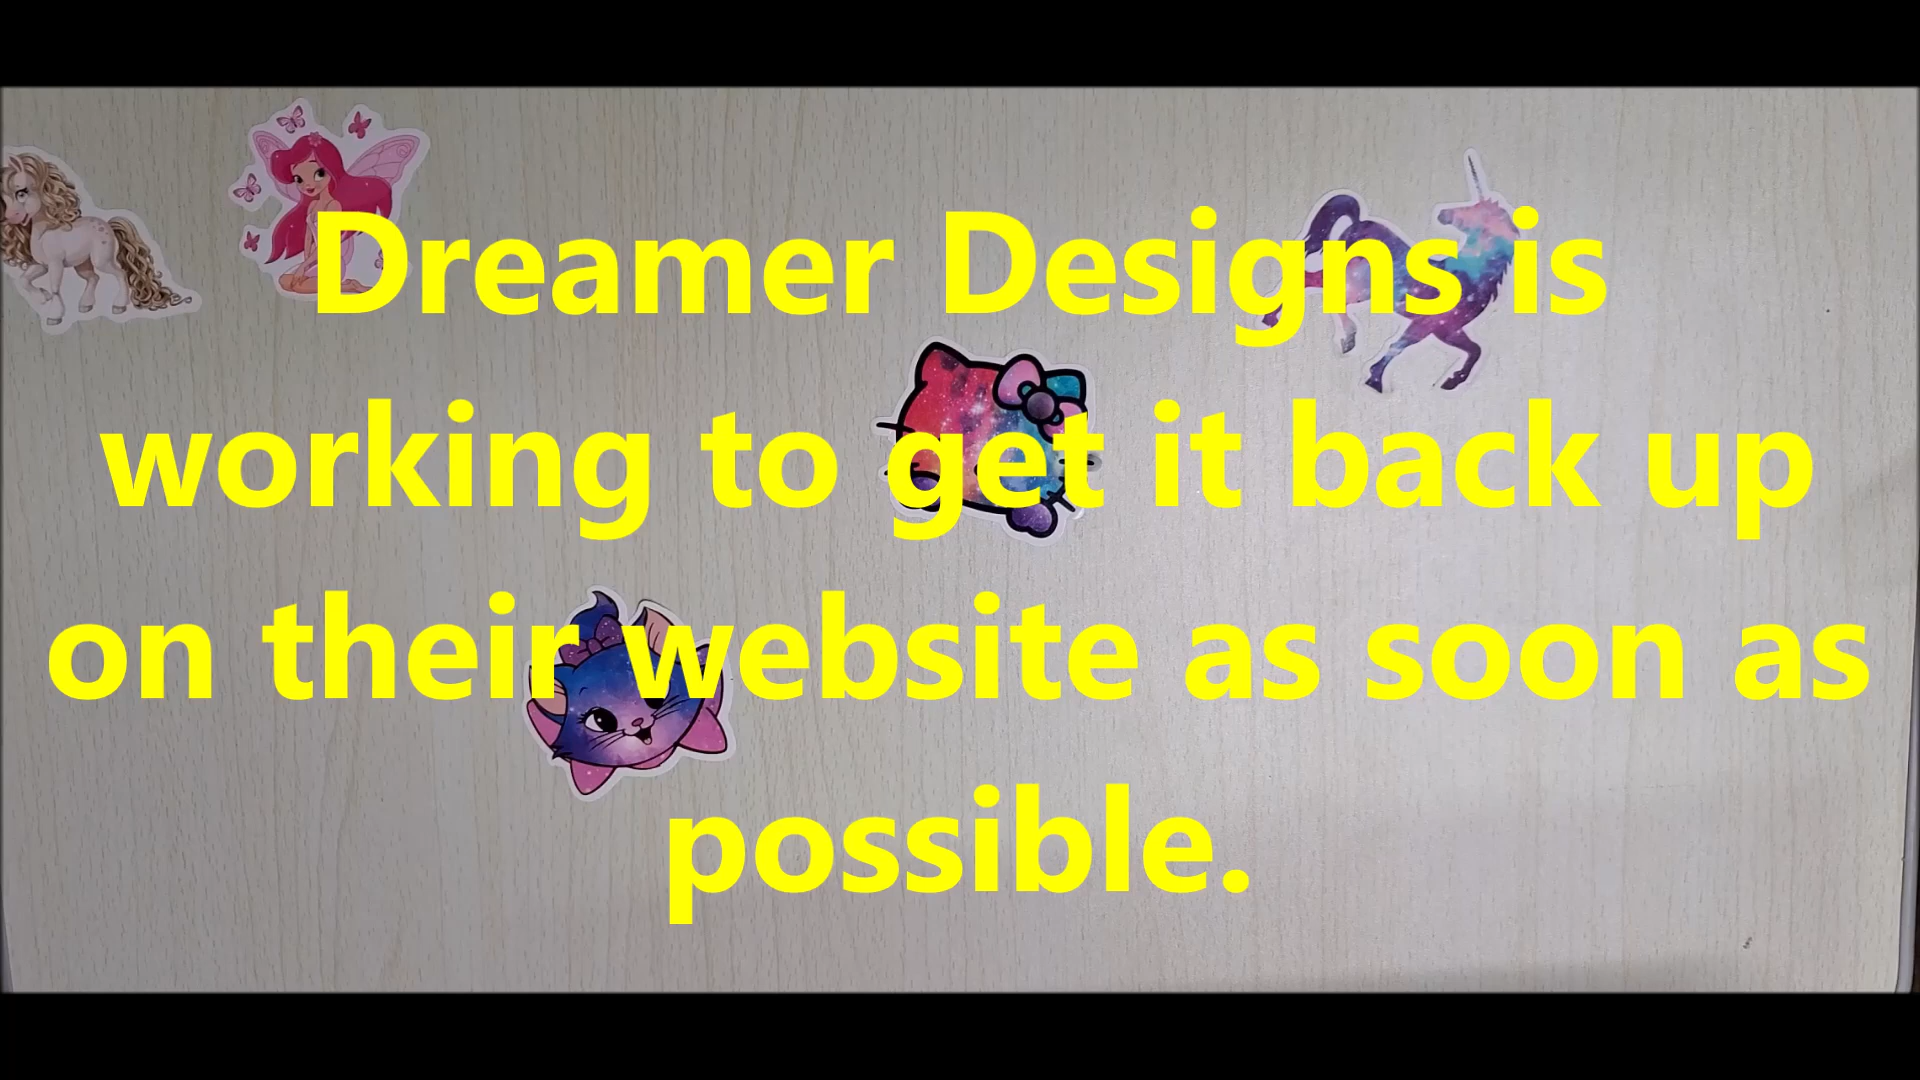 Dreamer Designs is
working to get it back up
on their website as soon as
possible.